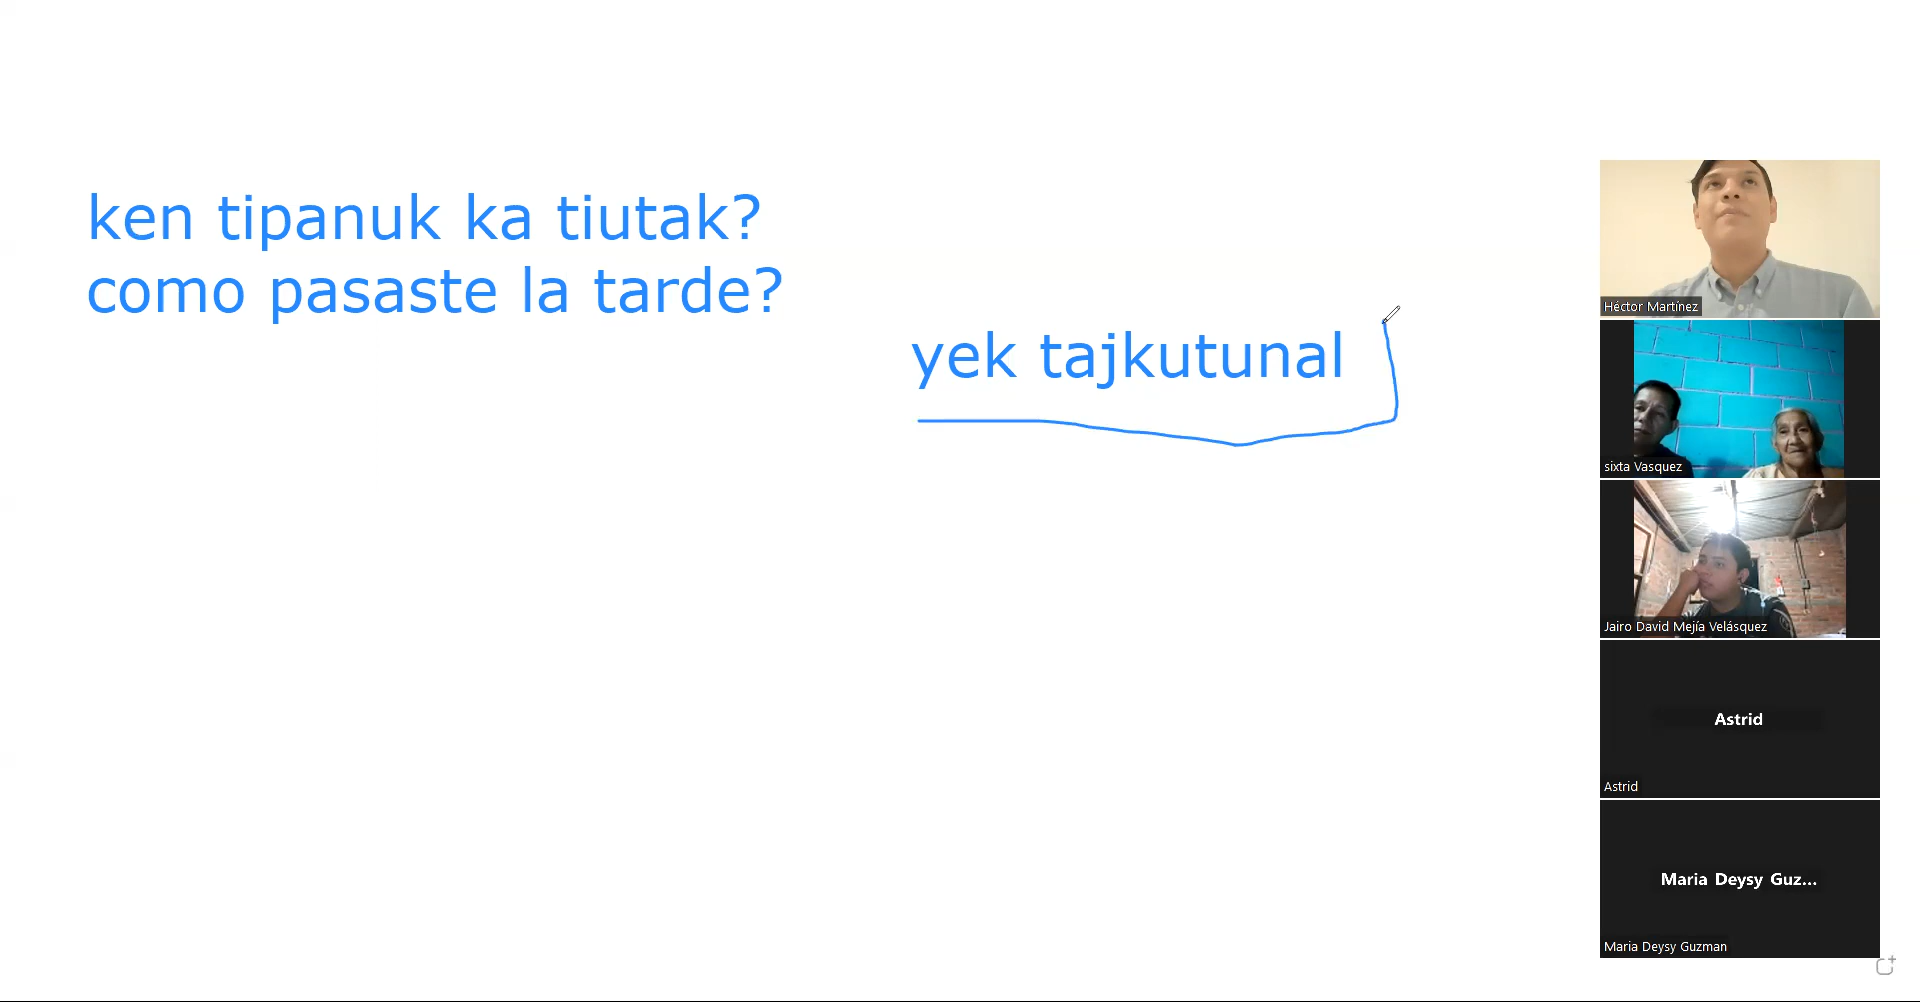 ken tipanuk ka tiutak?
como pasaste la tarde?
yek tajkutunal
Héctor Martínez
sixta Vasquez
Jairo David Mejía Velásquez
Astrid
Astrid
Maria Deysy Guz...
Maria Deysy Guzman